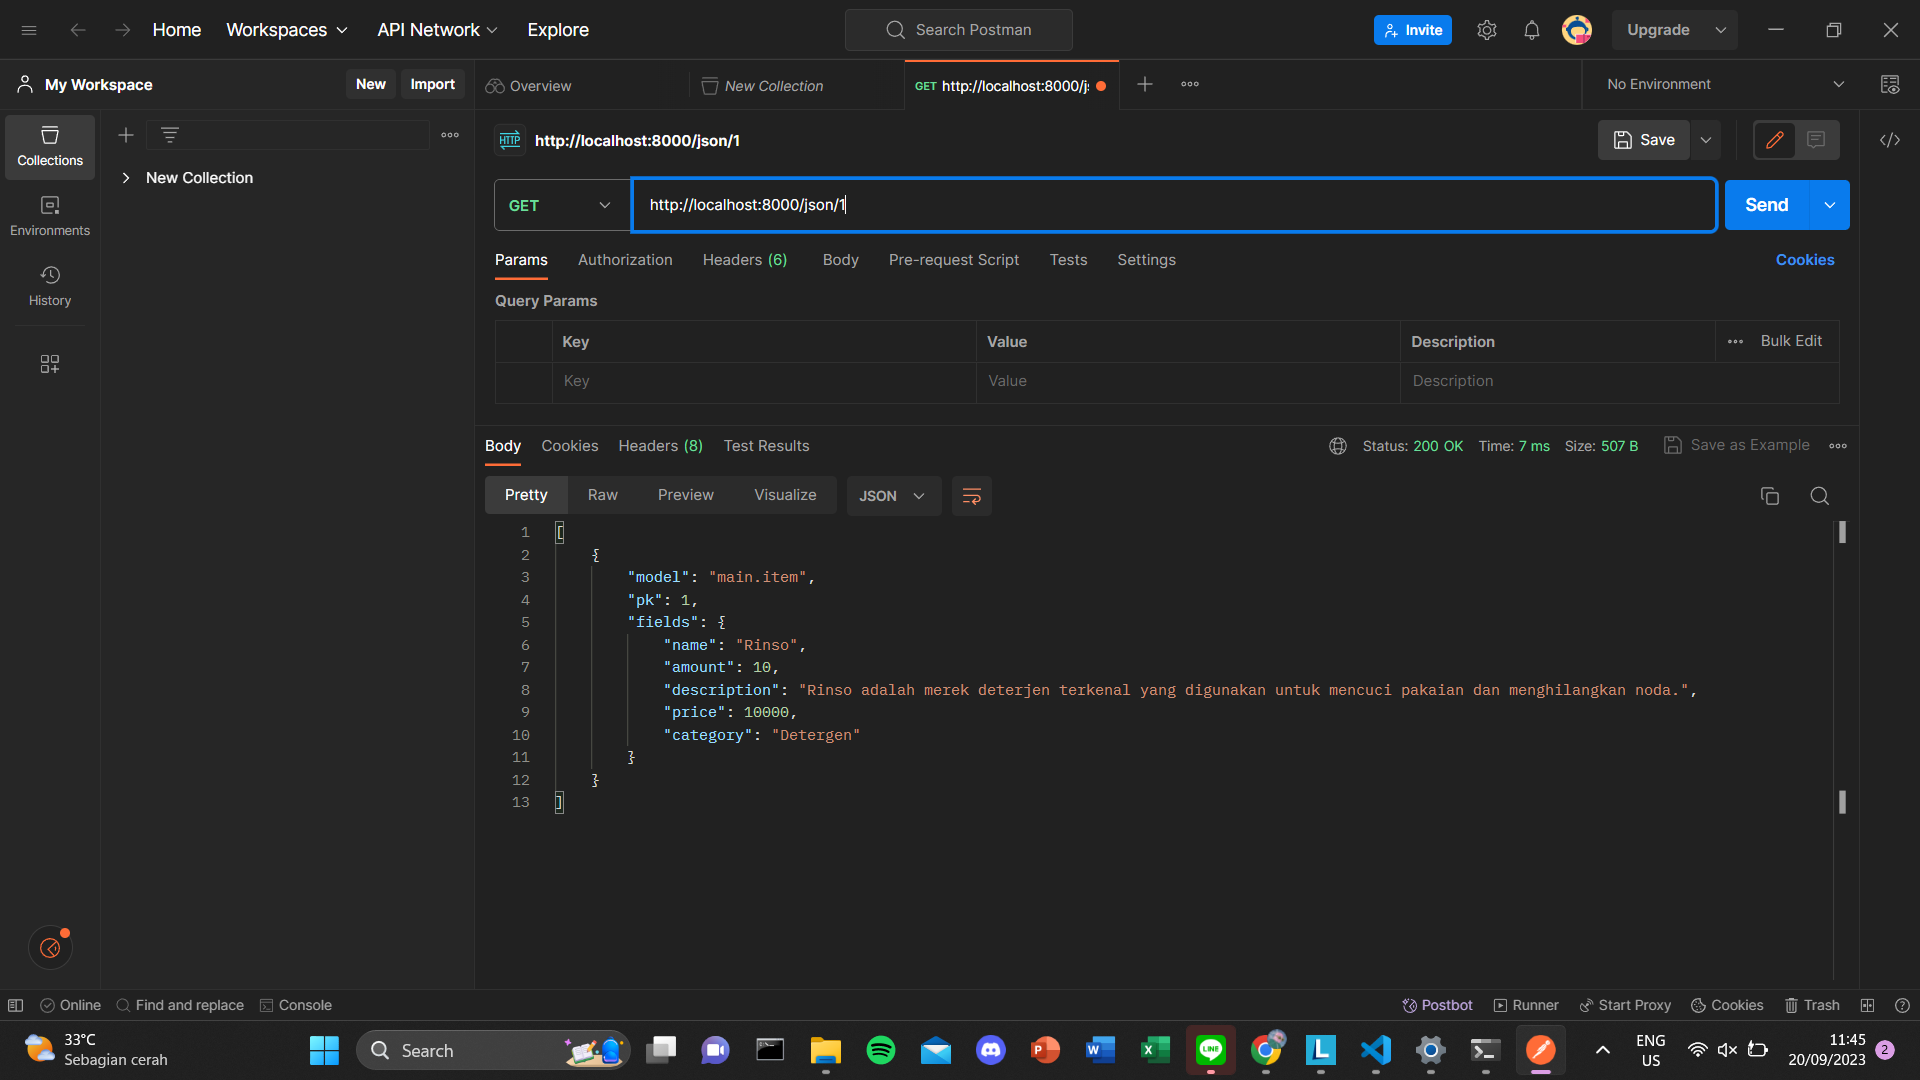 Home Workspaces API Network Explore Search Postman Invite Upgrade
My Workspace New Import Overview New Collection GET http://localhost:8000/j No Environment
Collections
New Collection
Environments
History
HTTP http://localhost:8000/json/1 Save
GET http://localhost:8000/json/1 Send
Params Authorization Headers (6) Body Pre-request Script Tests Settings Cookies
Query Params
Key Value Description Bulk Edit
Key Value Description
Body Cookies Headers (8) Test Results Status: 200 OK Time: 7 ms Size: 507 B Save as Example
Pretty Raw Preview Visualize JSON
1 [
2 {
3 "model": "main.item",
4 "pk": 1,
5 "fields": {
6 "name": "Rinso",
7 "amount": 10,
8 "description": "Rinso adalah merek deterjen terkenal yang digunakan untuk mencuci pakaian dan menghilangkan noda.",
9 "price": 10000,
10 "category": "Detergen"
11 }
12 }
13 ]
Online Find and replace Console Postbot Runner Start Proxy Cookies Trash
33°C
Sebagian cerah
Search
ENG
US
11:45
20/09/2023
2